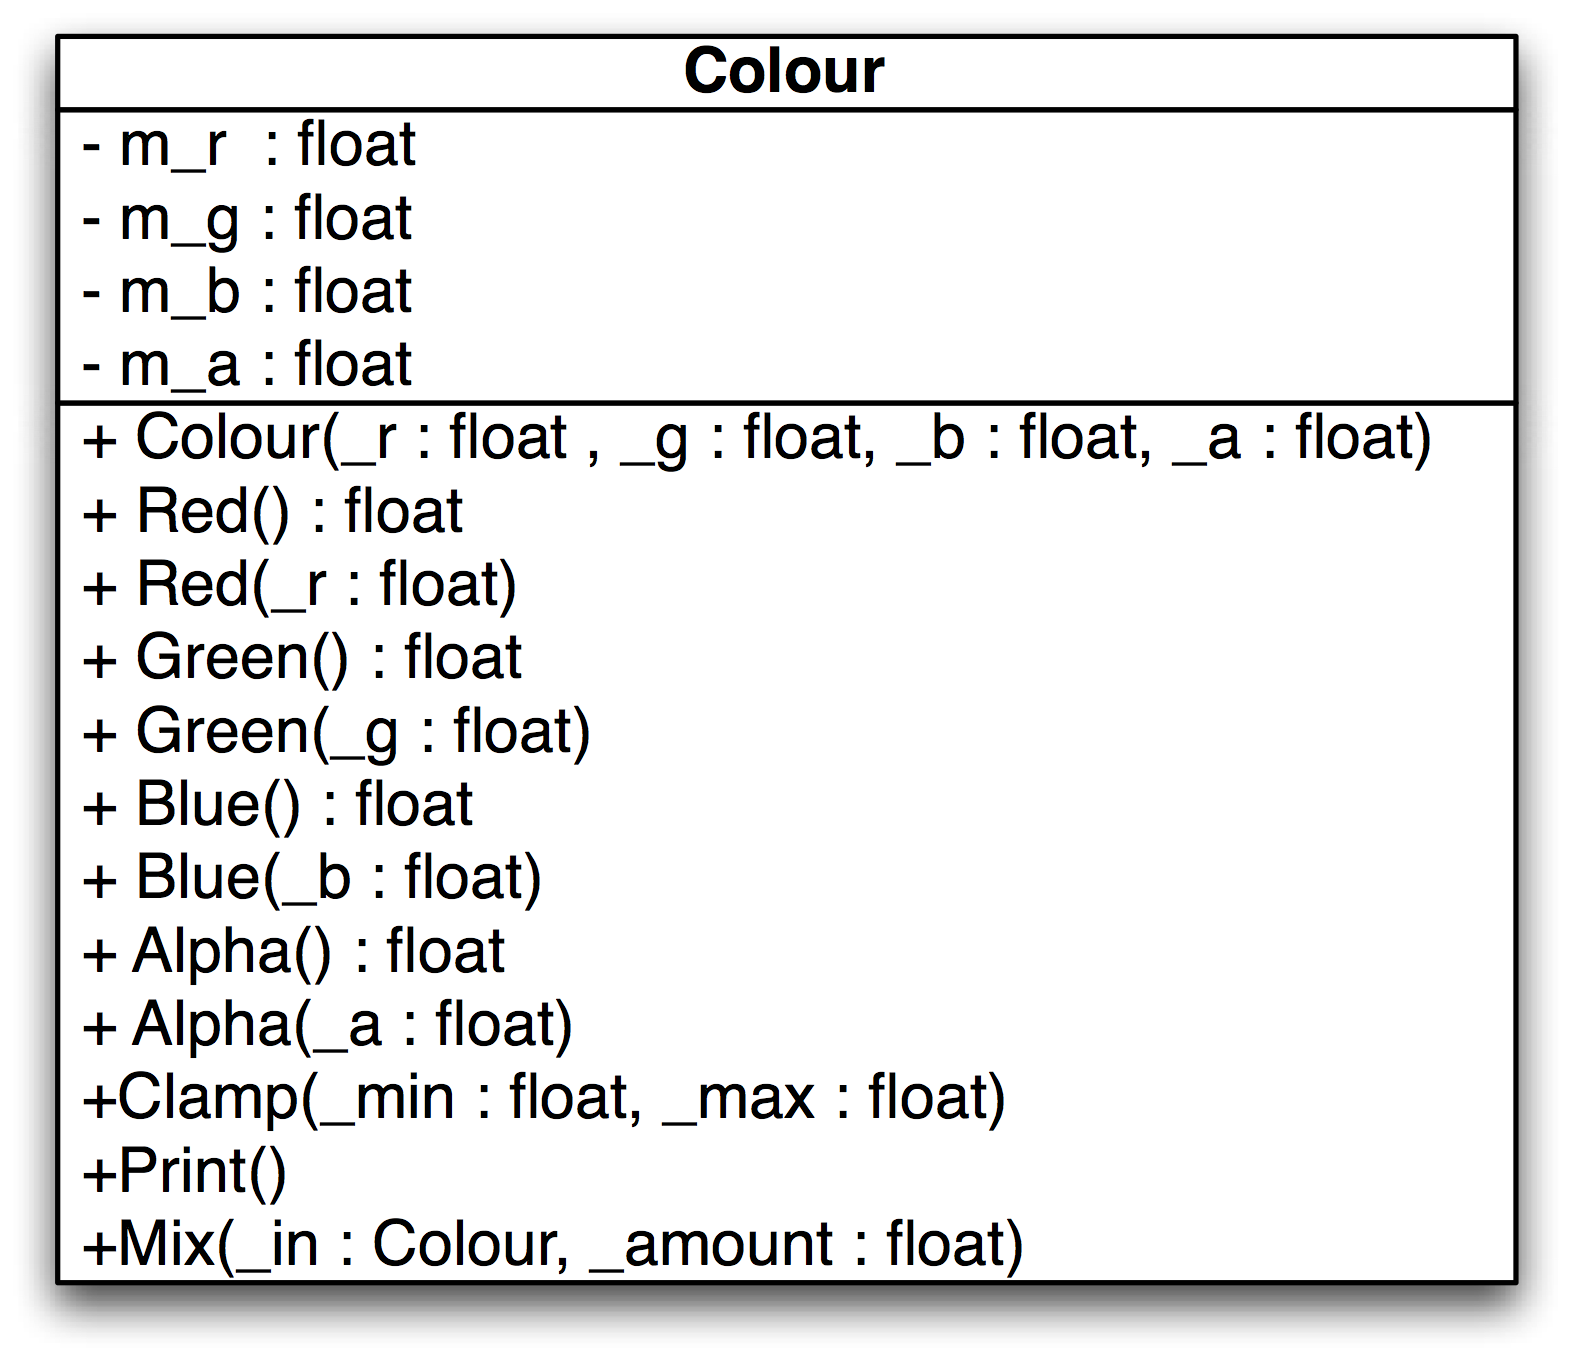 Colour
- m_r  : float
- m_g : float
- m_b : float
- m_a : float
+ Colour(_r : float , _g : float, _b : float, _a : float)
+ Red() : float
+ Red(_r : float)
+ Green() : float
+ Green(_g : float)
+ Blue() : float
+ Blue(_b : float)
+ Alpha() : float
+ Alpha(_a : float)
+Clamp(_min : float, _max : float)
+Print()
+Mix(_in : Colour, _amount : float)